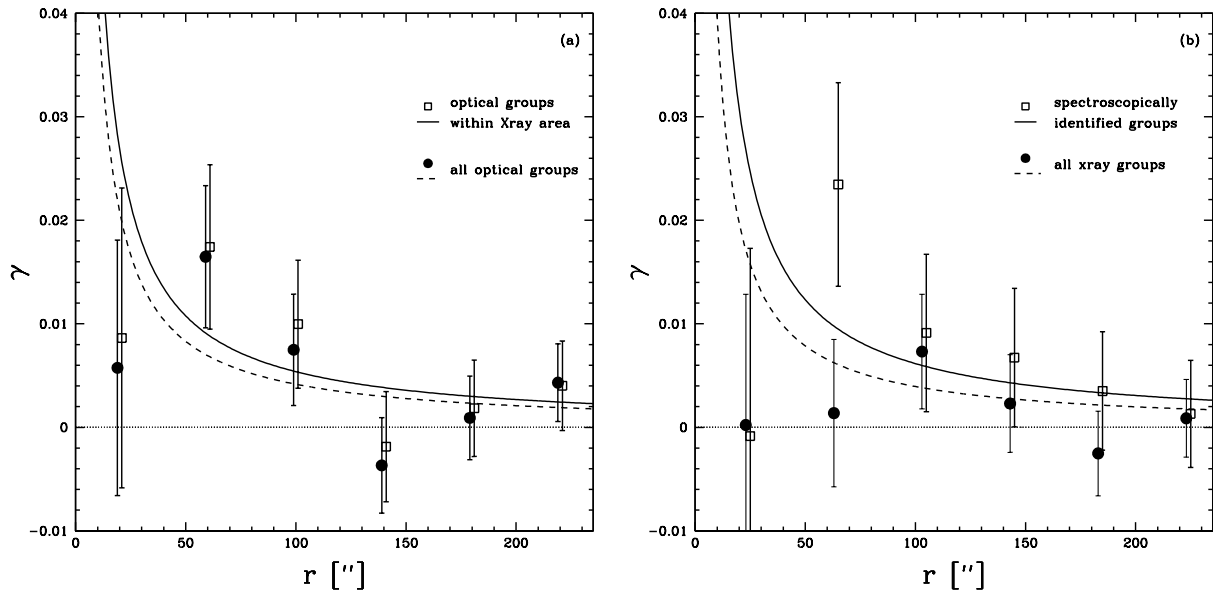 (a)
optical groups
within Xray area
all optical groups
0.04
0.03
0.02
0.01
0
−0.01
γ
0
50
100
150
200
r ["]
(b)
spectroscopically
identified groups
all xray groups
0.04
0.03
0.02
0.01
0
−0.01
γ
0
50
100
150
200
r ["]